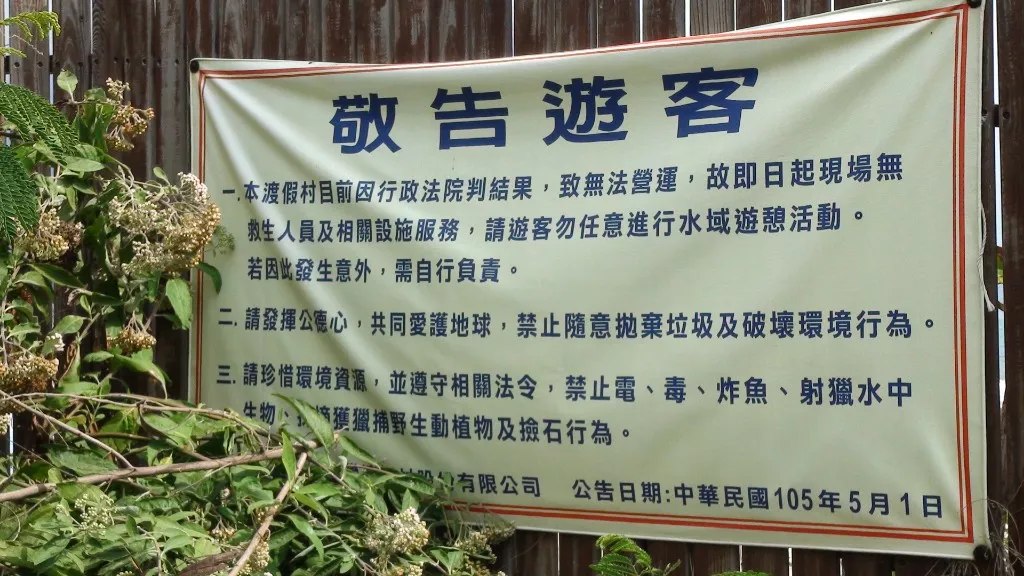 敬告遊客
一.本渡假村目前因行政法院判結果，致無法營運，故即日起現場無
救生人員及相關設施服務，請遊客勿任意進行水域遊憩活動。
若因此發生意外，需自行負責。
二.請發揮公德心，共同愛護地球，禁止隨意拋棄垃圾及破壞環境行為。
三.請珍惜環境資源，並遵守相關法令，禁止電、毒、炸魚、射獵水中
生物、獲獵捕野生動植物及撿石行為。
有限公司 公告日期:中華民國105年5月1日